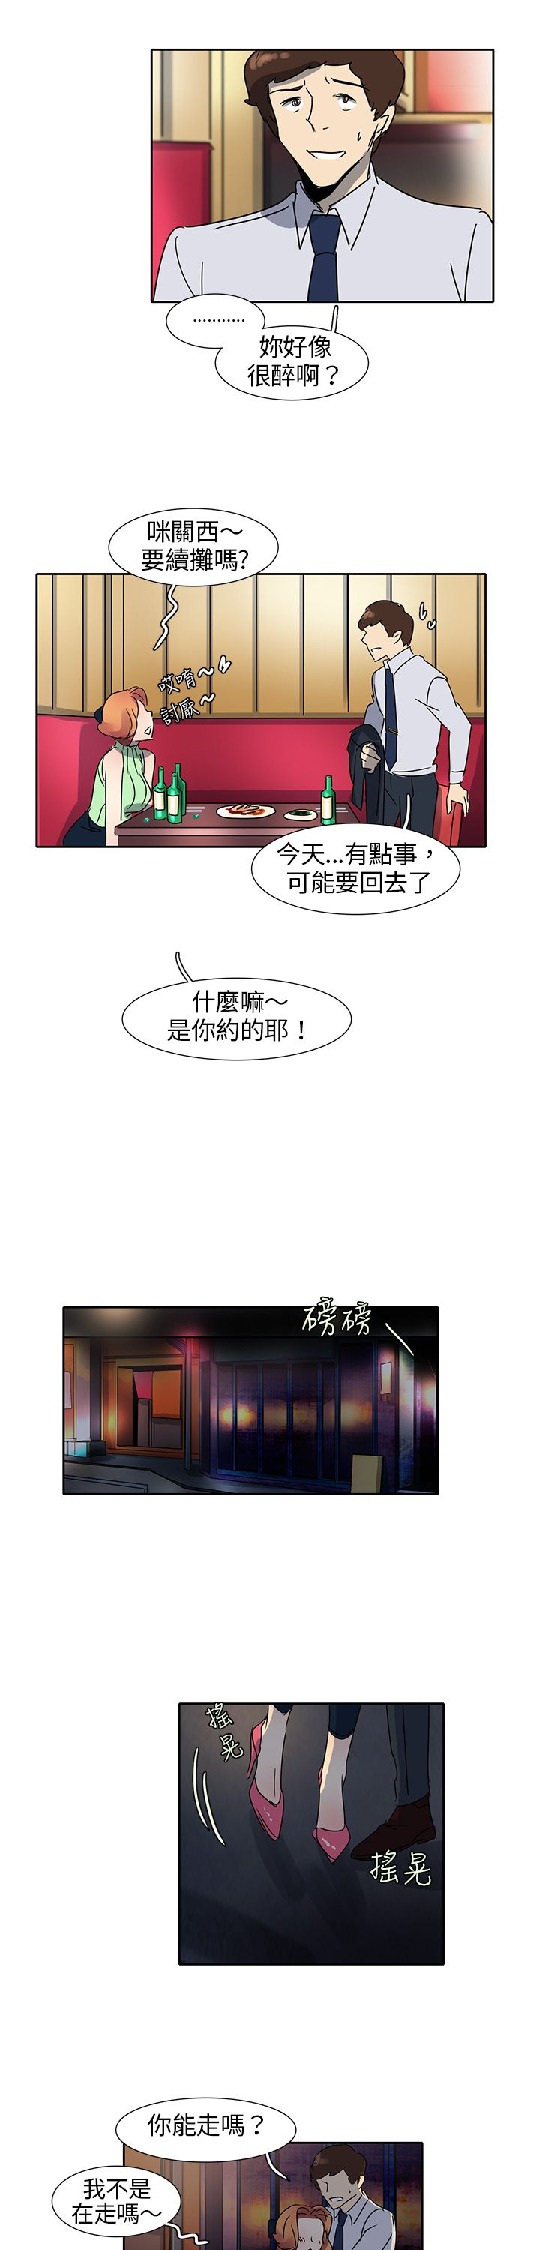 …………
妳好像
很醉啊？
咪關西～
要續攤嗎?
哎唷～
討厭～
今天...有點事，
可能要回去了
什麼嘛～
是你約的耶！
磅磅
搖晃
搖晃
你能走嗎？
我不是
在走嗎～